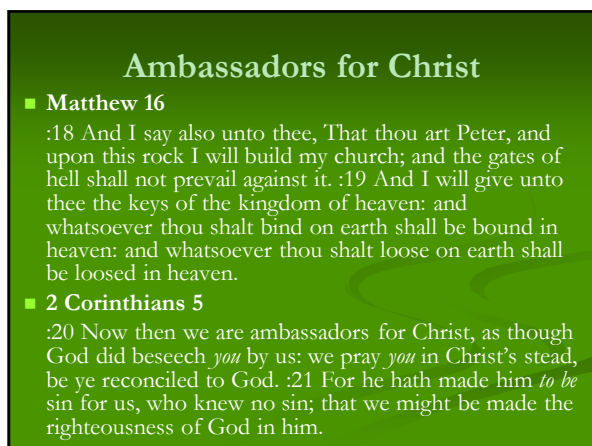 Ambassadors for Christ
Matthew 16
:18 And I say also unto thee, That thou art Peter, and
upon this rock I will build my church; and the gates of
hell shall not prevail against it. :19 And I will give unto
thee the keys of the kingdom of heaven: and
whatsoever thou shalt bind on earth shall be bound in
heaven: and whatsoever thou shalt loose on earth shall
be loosed in heaven.
2 Corinthians 5
:20 Now then we are ambassadors for Christ, as though
God did beseech you by us: we pray you in Christ's stead,
be ye reconciled to God. :21 For he hath made him to be
sin for us, who knew no sin; that we might be made the
righteousness of God in him.